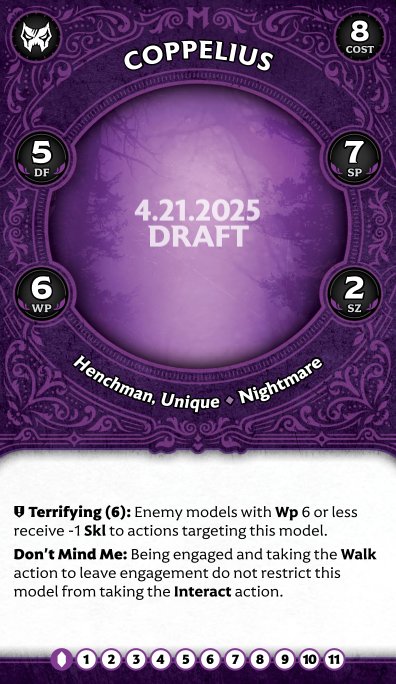 8
COST
COPPELIUS
5
DF
7
SP
4.21.2025
DRAFT
6
WP
2
SZ
Henchman, Unique ◆ Nightmare
Terrifying (6): Enemy models with Wp 6 or less
receive -1 Skl to actions targeting this model.
Don't Mind Me: Being engaged and taking the Walk
action to leave engagement do not restrict this
model from taking the Interact action.
1 2 3 4 5 6 7 8 9 10 11